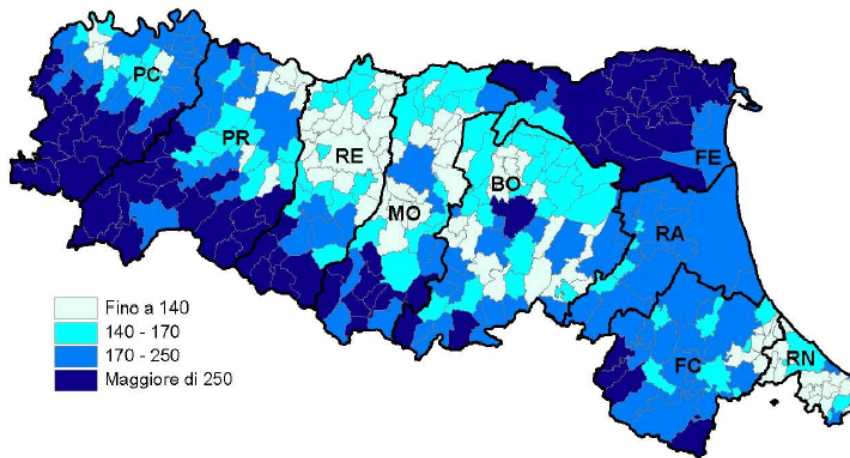 PC
PR
RE
MO
BO
FE
RA
FC
RN
Fino a 140
140 - 170
170 - 250
Maggiore di 250